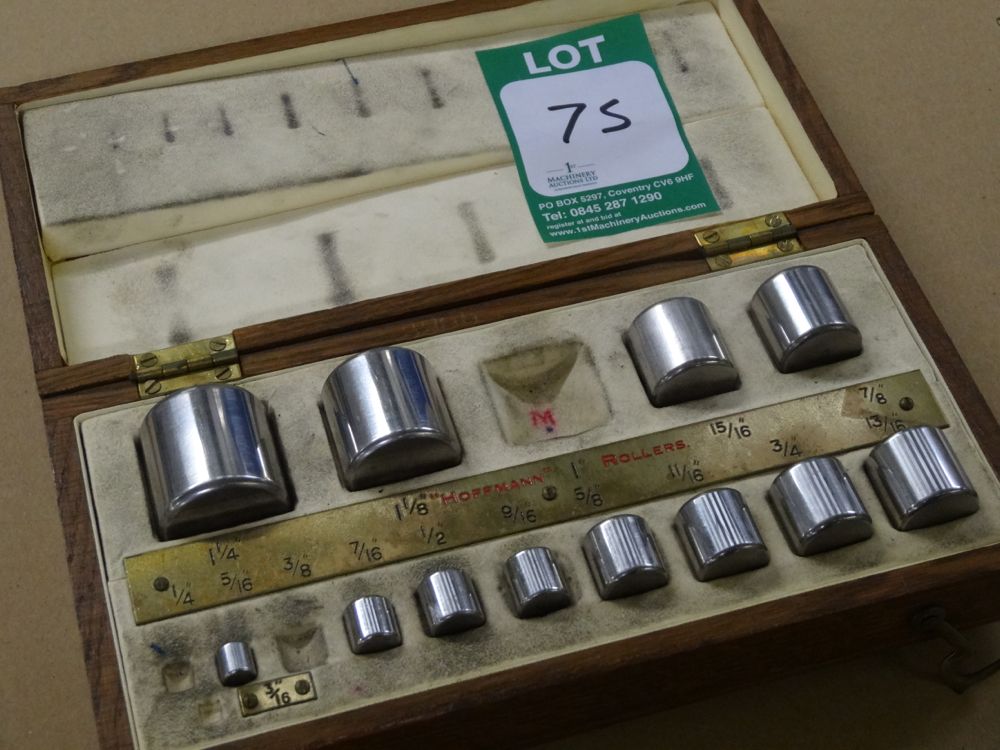 LOT
75
1st
MACHINERY
AUCTIONS LTD
PO BOX 5297, Coventry CV6 9HF
Tel: 0845 287 1290
register at and bid at
www.1stMachineryAuctions.com
M
1 1/4 1 1/8 "HOFFMANN" 1" ROLLERS. 15/16 7/8"
1/4" 5/16" 3/8" 7/16" 1/2" 9/16" 5/8" 11/16" 3/4" 13/16"
3/16